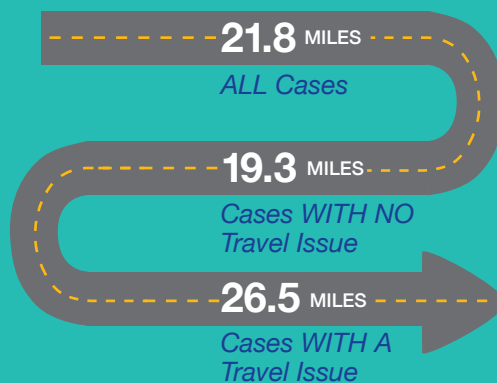 21.8 MILES
ALL Cases
19.3 MILES
Cases WITH NO
Travel Issue
26.5 MILES
Cases WITH A
Travel Issue